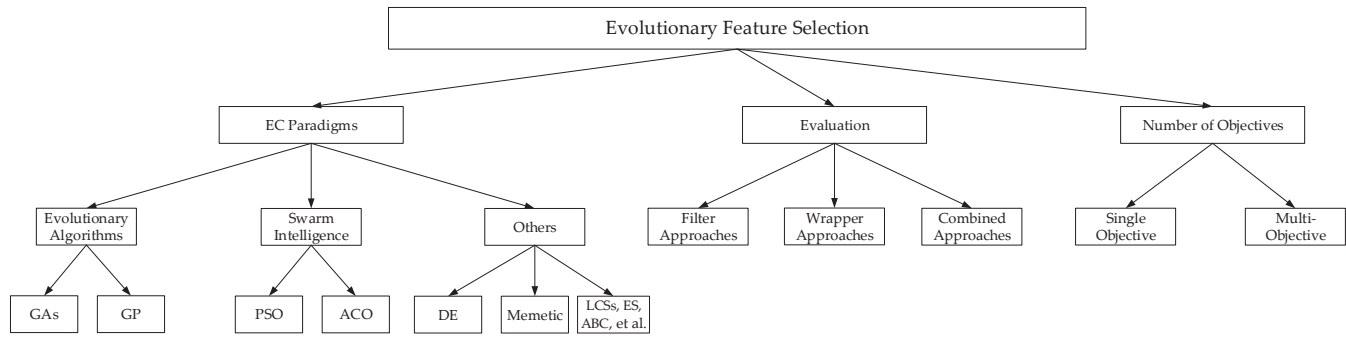 Evolutionary Feature Selection
EC Paradigms
Evaluation
Number of Objectives
Evolutionary
Algorithms
Swarm
Intelligence
Others
Filter
Approaches
Wrapper
Approaches
Combined
Approaches
Single
Objective
Multi-
Objective
GAs
GP
PSO
ACO
DE
Memetic
LCSs, ES,
ABC, et al.